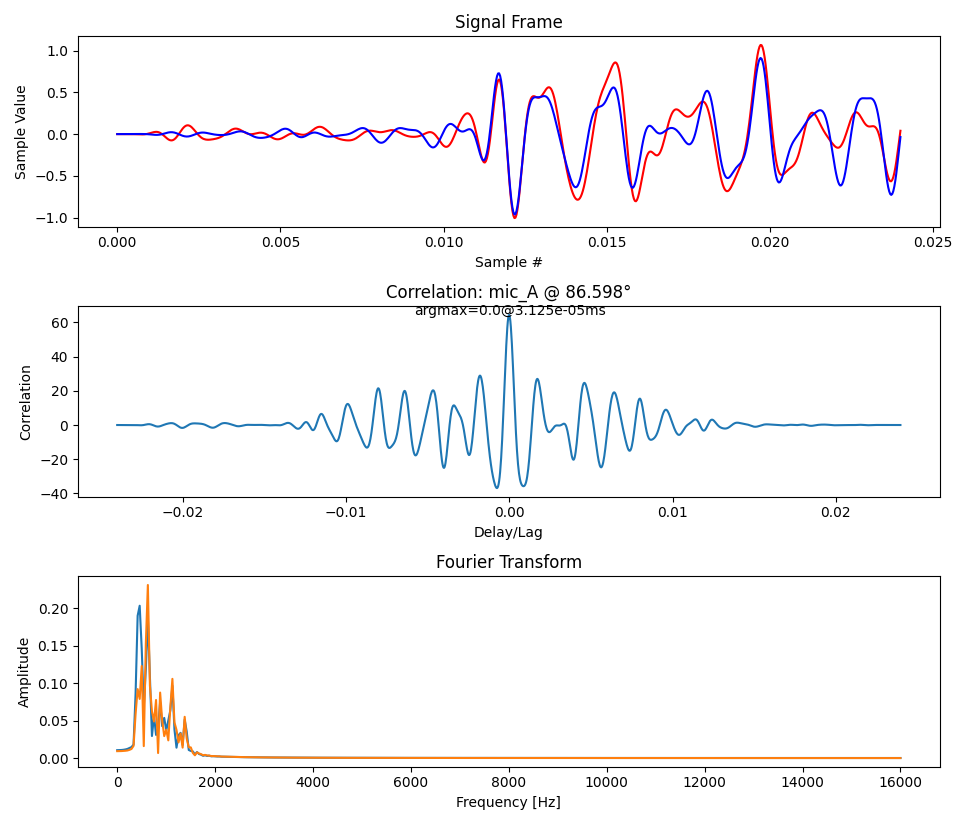 Signal Frame
1.0
0.5
0.0
−0.5
−1.0
Sample Value
0.000 0.005 0.010 0.015 0.020 0.025
Sample #
Correlation: mic_A @ 86.598°
argmax=0.0@3.125e-05ms
60
40
20
0
−20
−40
Correlation
−0.02 −0.01 0.00 0.01 0.02
Delay/Lag
Fourier Transform
0.20
0.15
0.10
0.05
0.00
Amplitude
0 2000 4000 6000 8000 10000 12000 14000 16000
Frequency [Hz]